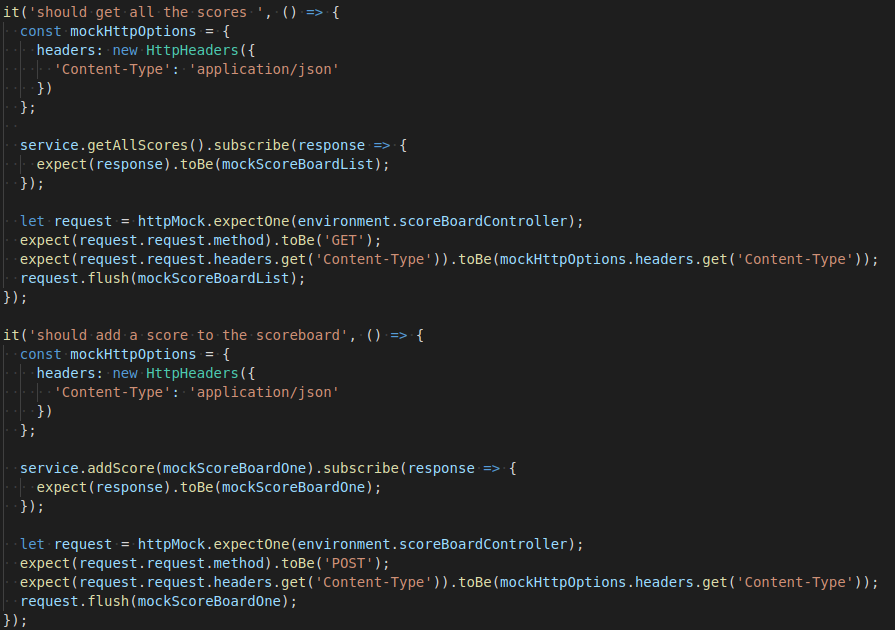 it('should get all the scores ', () => {
  const mockHttpOptions = {
    headers: new HttpHeaders({
      'Content-Type': 'application/json'
    })
  };

  service.getAllScores().subscribe(response => {
    expect(response).toBe(mockScoreBoardList);
  });

  let request = httpMock.expectOne(environment.scoreBoardController);
  expect(request.request.method).toBe('GET');
  expect(request.request.headers.get('Content-Type')).toBe(mockHttpOptions.headers.get('Content-Type'));
  request.flush(mockScoreBoardList);
});

it('should add a score to the scoreboard', () => {
  const mockHttpOptions = {
    headers: new HttpHeaders({
      'Content-Type': 'application/json'
    })
  };

  service.addScore(mockScoreBoardOne).subscribe(response => {
    expect(response).toBe(mockScoreBoardOne);
  });

  let request = httpMock.expectOne(environment.scoreBoardController);
  expect(request.request.method).toBe('POST');
  expect(request.request.headers.get('Content-Type')).toBe(mockHttpOptions.headers.get('Content-Type'));
  request.flush(mockScoreBoardOne);
});